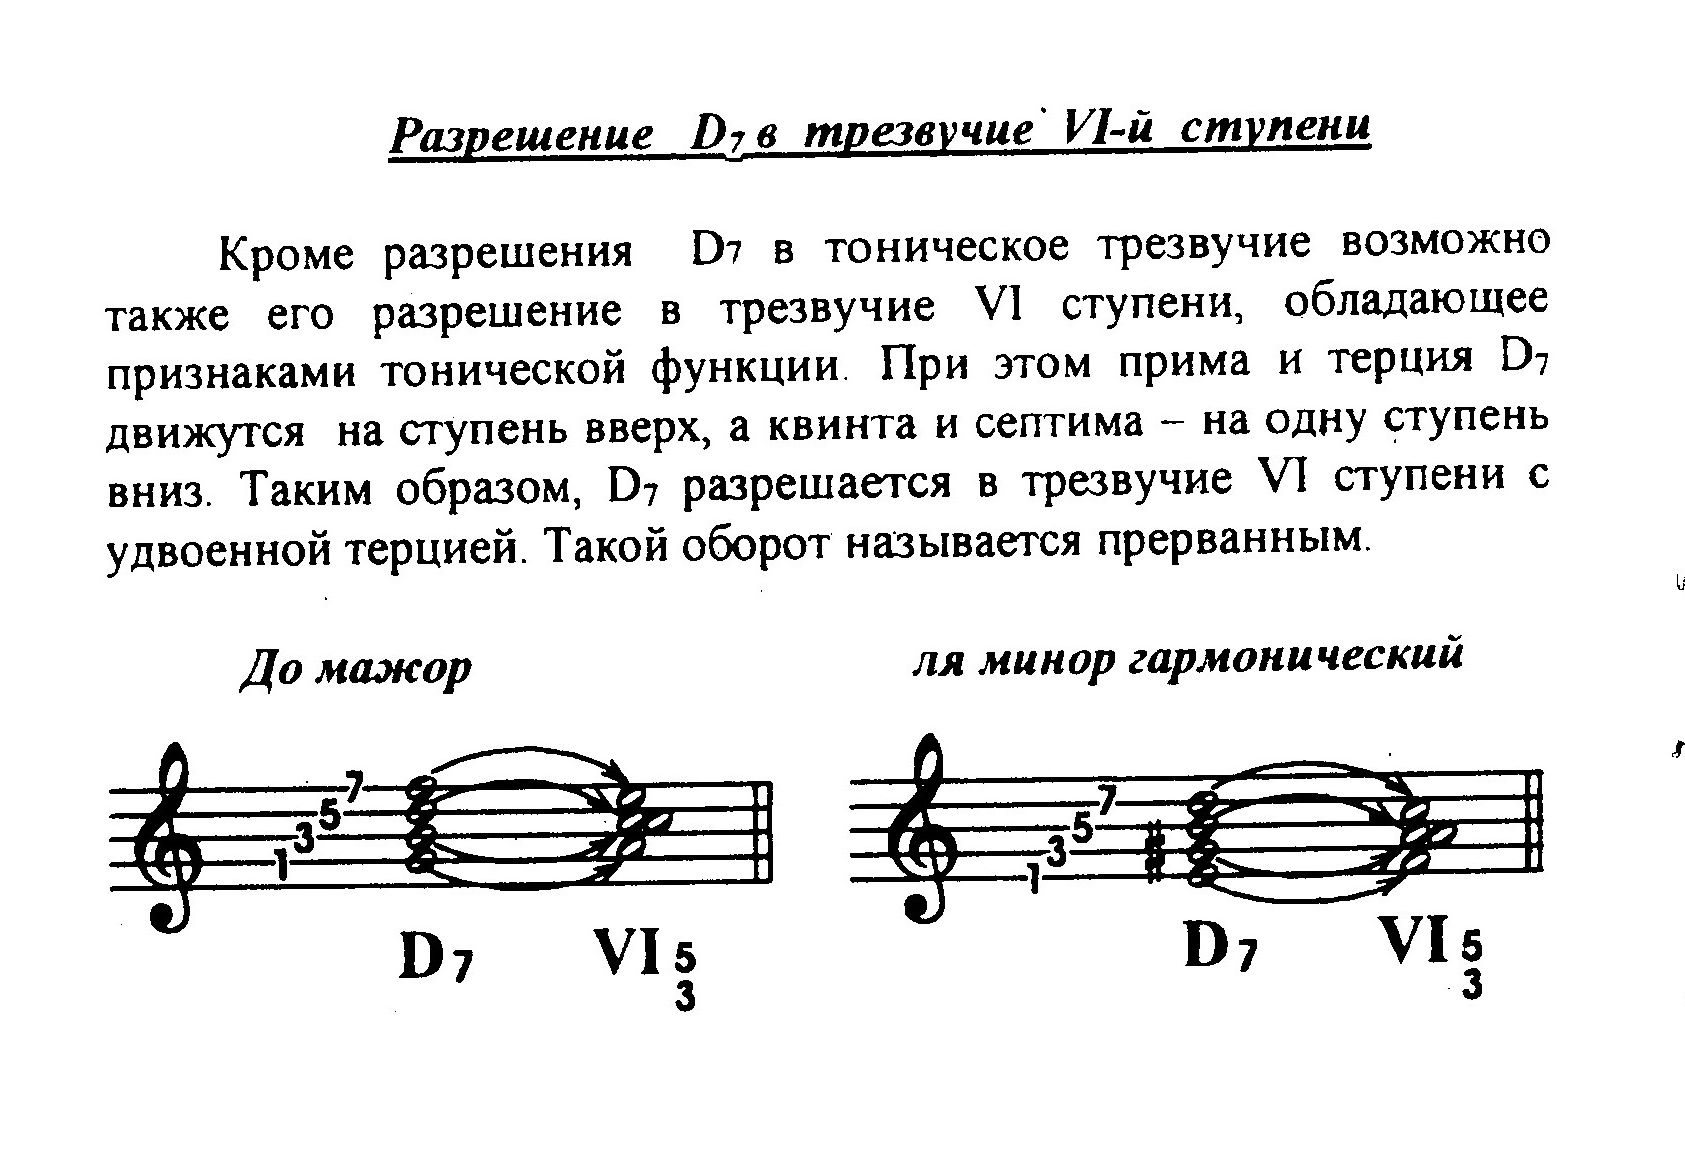 Разрешение D7 в трезвучие VI-й ступени
Кроме разрешения D7 в тоническое трезвучие возможно
также его разрешение в трезвучие VI ступени, обладающее
признаками тонической функции. При этом прима и терция D7
движутся на ступень вверх, а квинта и септима – на одну ступень
вниз. Таким образом, D7 разрешается в трезвучие VI ступени с
удвоенной терцией. Такой оборот называется прерванным.
До мажор
ля минор гармонический
7
5
3
1
7
5
3
1
D7 VI 5
3
D7 VI 5
3